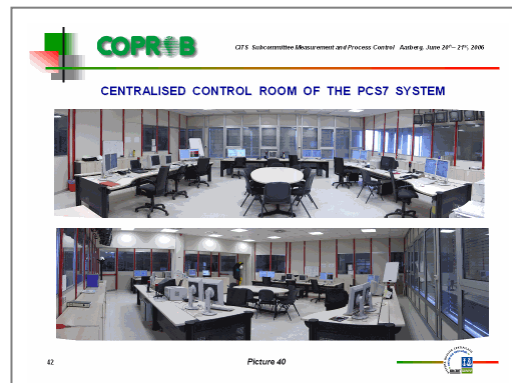 COPROB
CITS Subcommittee Measurement and Process Control Aarberg, June 20th – 21st, 2006
CENTRALISED CONTROL ROOM OF THE PCS7 SYSTEM
42
Picture 40